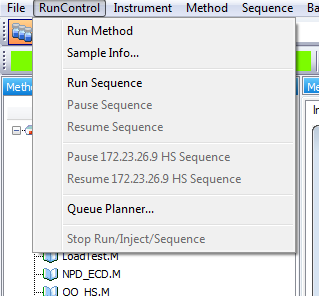 File RunControl Instrument Method Sequence Ba
Run Method
Sample Info...
Run Sequence
Pause Sequence
Resume Sequence
Pause 172.23.26.9 HS Sequence
Resume 172.23.26.9 HS Sequence
Queue Planner...
Stop Run/Inject/Sequence
LoadTest.M
NPD_ECD.M
OQ_HS.M